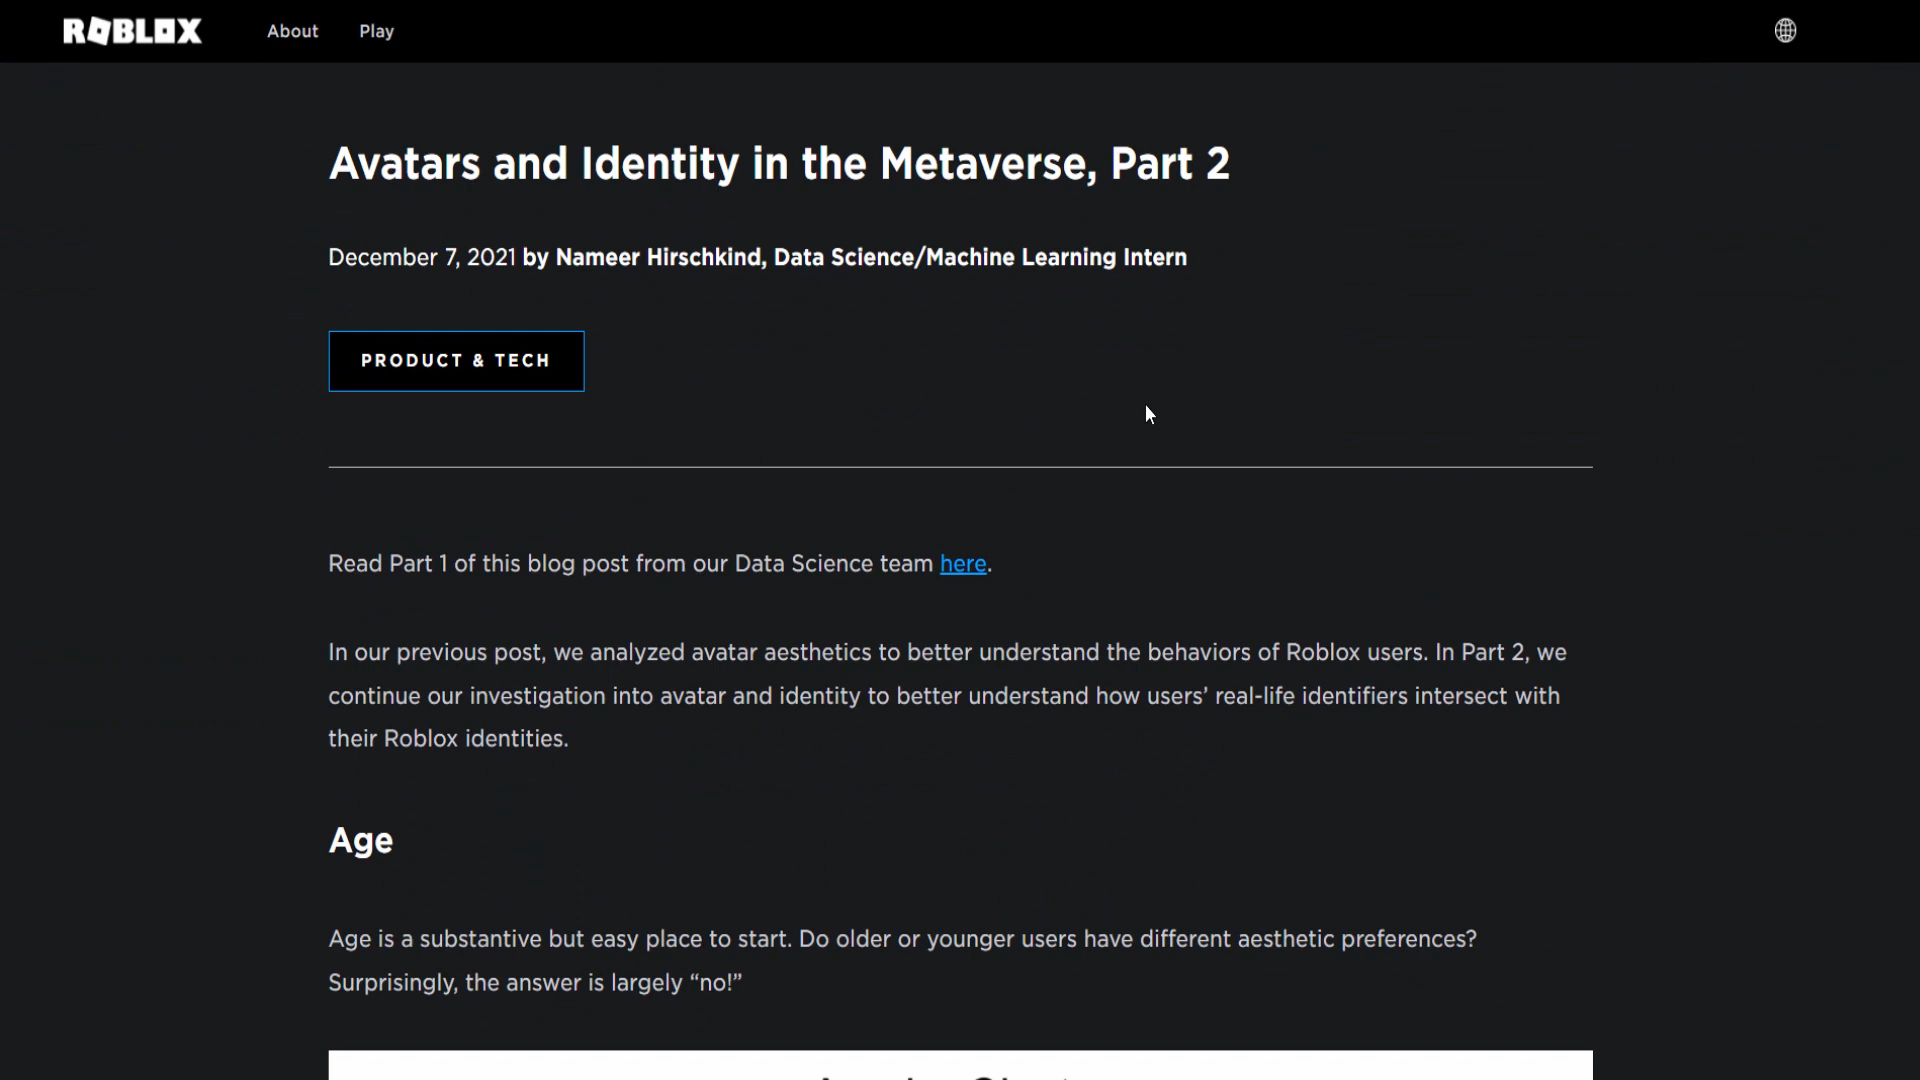 ROBLOX About Play
Avatars and Identity in the Metaverse, Part 2
December 7, 2021 by Nameer Hirschkind, Data Science/Machine Learning Intern
PRODUCT & TECH
Read Part 1 of this blog post from our Data Science team here.
In our previous post, we analyzed avatar aesthetics to better understand the behaviors of Roblox users. In Part 2, we
continue our investigation into avatar and identity to better understand how users’ real-life identifiers intersect with
their Roblox identities.
Age
Age is a substantive but easy place to start. Do older or younger users have different aesthetic preferences?
Surprisingly, the answer is largely “no!”